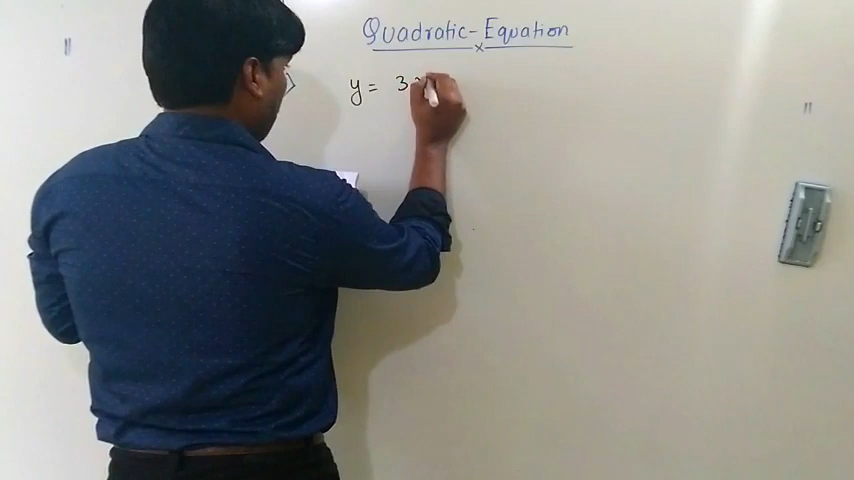 Quadratic-Equation
y = 3